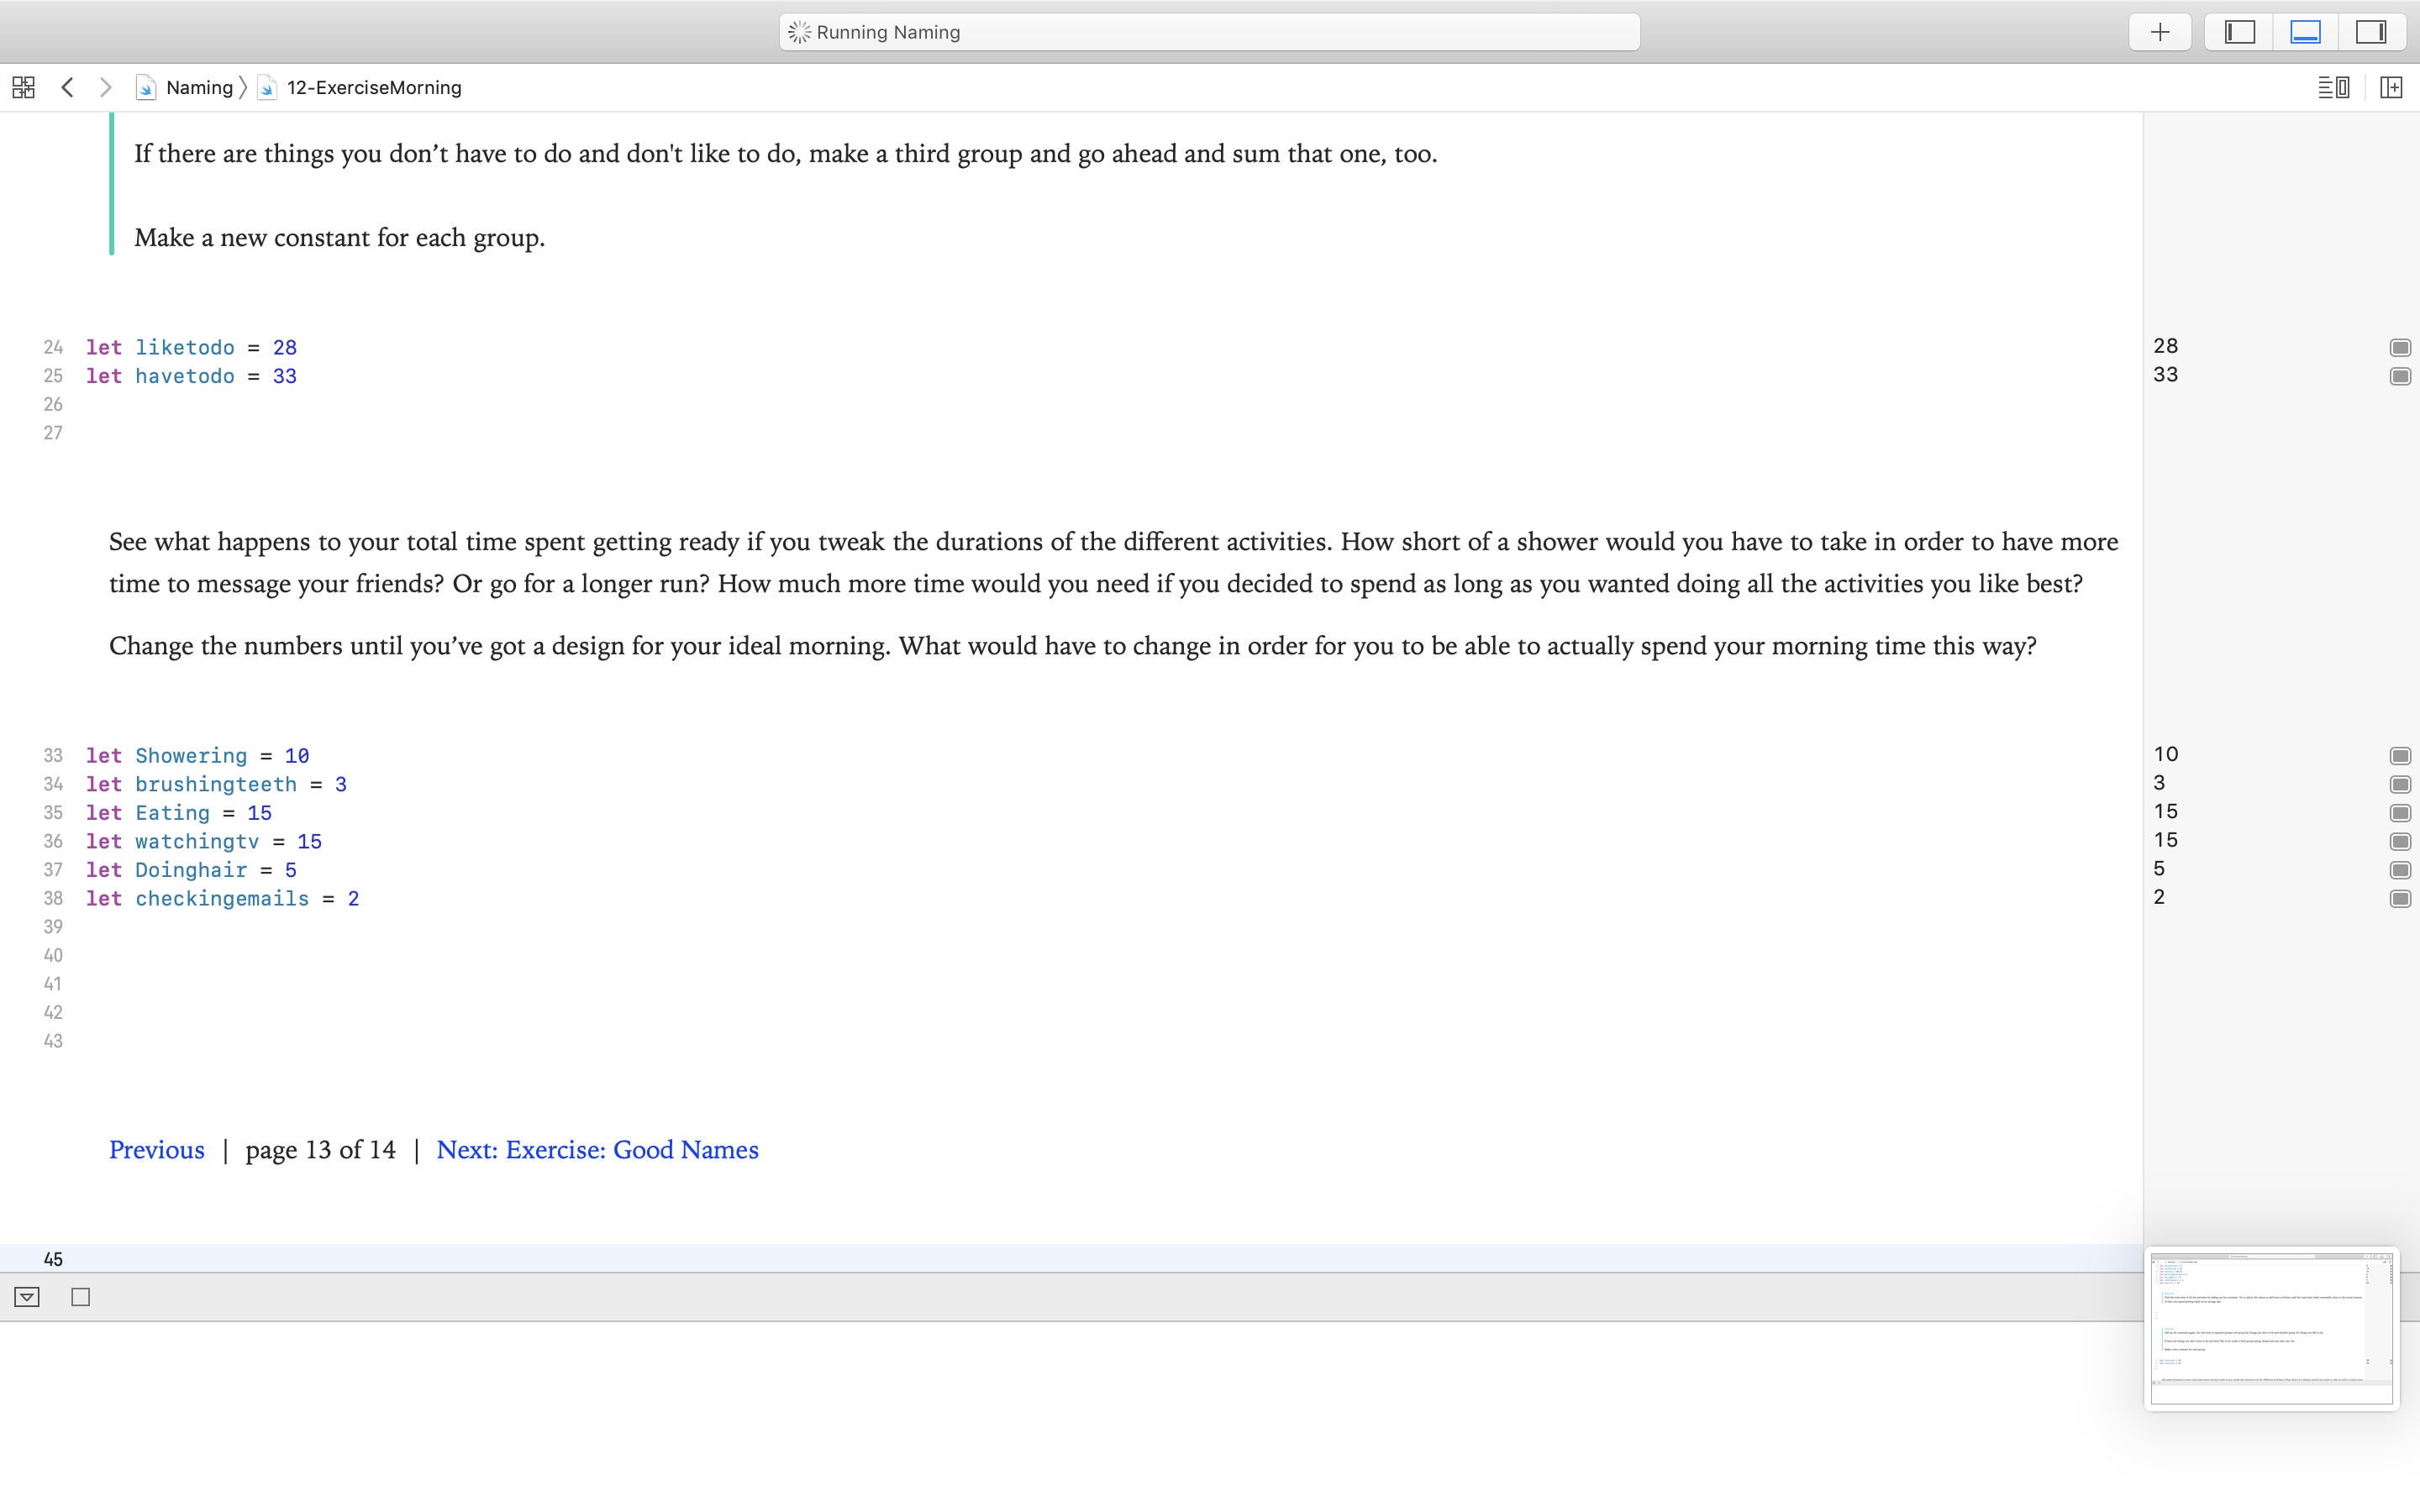 Running Naming
Naming 〉 12-ExerciseMorning
If there are things you don’t have to do and don't like to do, make a third group and go ahead and sum that one, too.
Make a new constant for each group.
24 let liketodo = 28 28
25 let havetodo = 33 33
26
27
See what happens to your total time spent getting ready if you tweak the durations of the different activities. How short of a shower would you have to take in order to have more
time to message your friends? Or go for a longer run? How much more time would you need if you decided to spend as long as you wanted doing all the activities you like best?
Change the numbers until you’ve got a design for your ideal morning. What would have to change in order for you to be able to actually spend your morning time this way?
33 let Showering = 10 10
34 let brushingteeth = 3 3
35 let Eating = 15 15
36 let watchingtv = 15 15
37 let Doinghair = 5 5
38 let checkingemails = 2 2
39
40
41
42
43
Previous | page 13 of 14 | Next: Exercise: Good Names
45